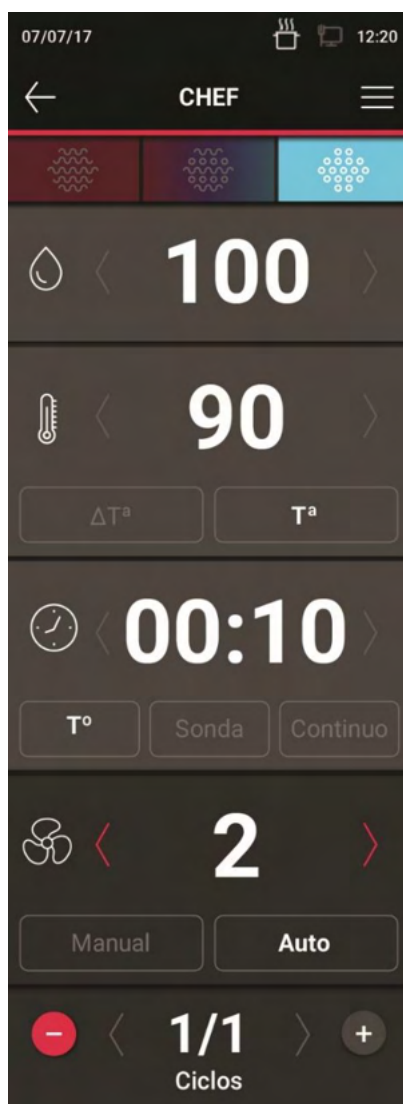 07/07/17 12:20
CHEF
100
90
ΔTª Tª
00:10
Tº Sonda Continuo
2
Manual Auto
- 1/1 +
Ciclos